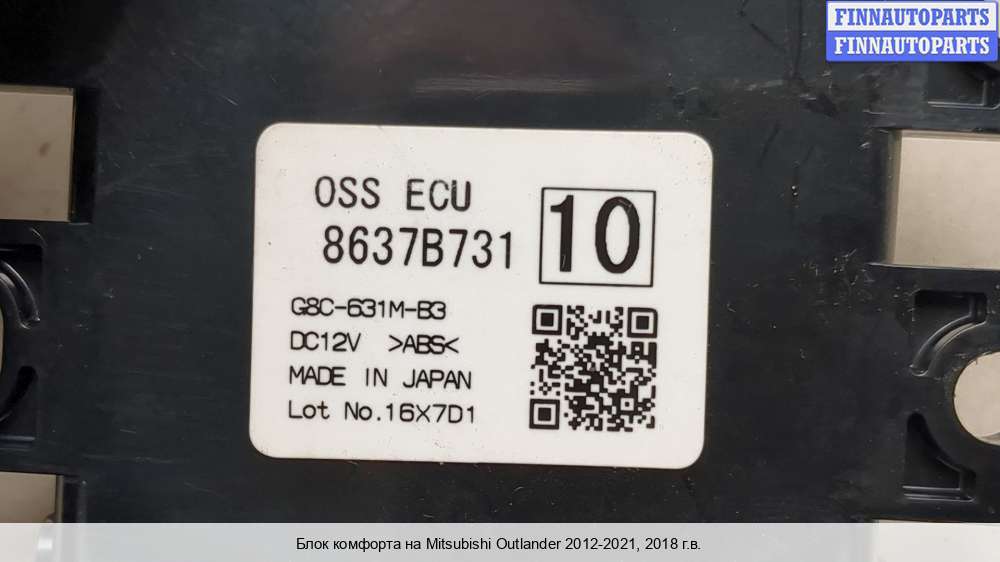 FINNAUTOPARTS
FINNAUTOPARTS
OSS ECU
8637B731
10
G8C-631M-B3
DC12V >ABS<
MADE IN JAPAN
Lot No.16X7D1
Блок комфорта на Mitsubishi Outlander 2012-2021, 2018 г.в.